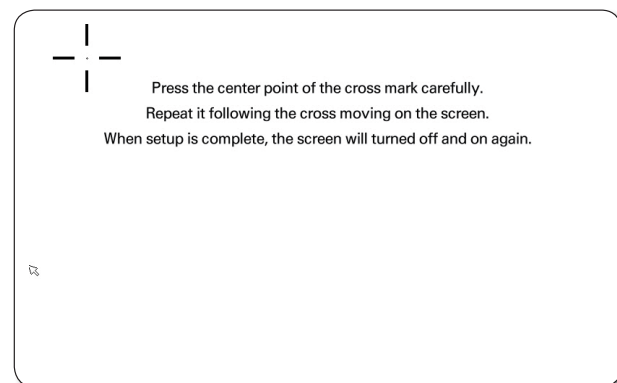 Press the center point of the cross mark carefully.
Repeat it following the cross moving on the screen.
When setup is complete, the screen will turned off and on again.